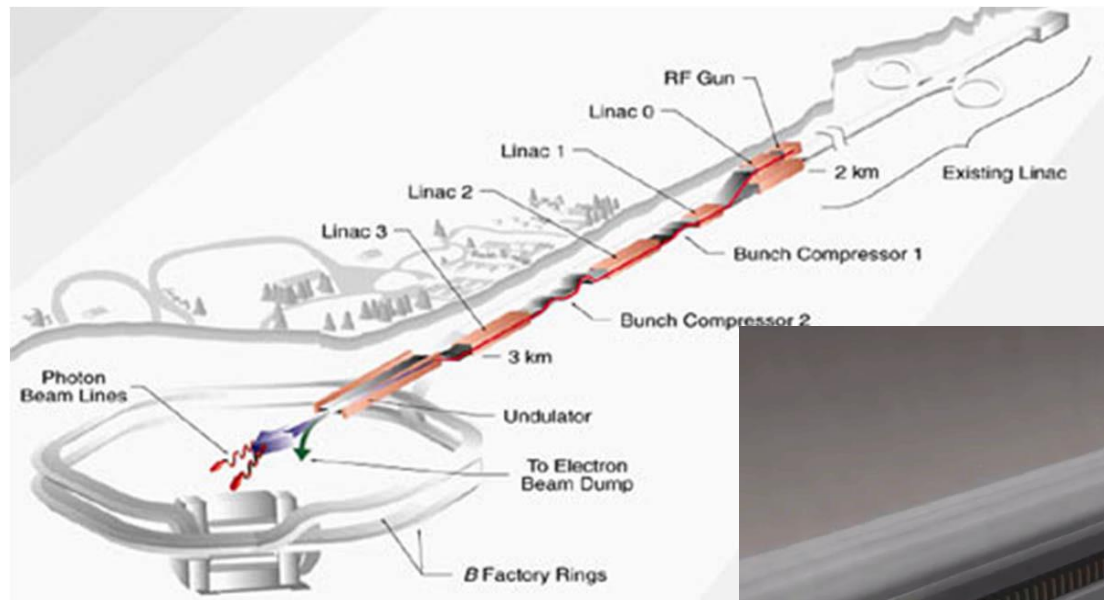 RF Gun
Linac 0
Linac 1
2 km
Existing Linac
Linac 2
Linac 3
Bunch Compressor 1
Bunch Compressor 2
3 km
Photon
Beam Lines
Undulator
To Electron
Beam Dump
B Factory Rings